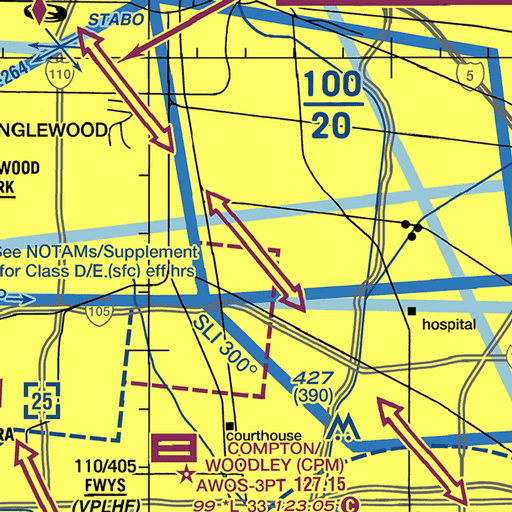 STABO
264°
110
5
100
20
NGLEWOOD
WOOD
RK
See NOTAMs/Supplement
for Class D/E (sfc) eff hrs
105
SLI 300°
hospital
427
(390)
25
RA
courthouse
COMPTON/
WOODLEY (CPM)
AWOS-3PT 127.15
99 *L 33 123.05 C
110/405
FWYS
(VPLHF)